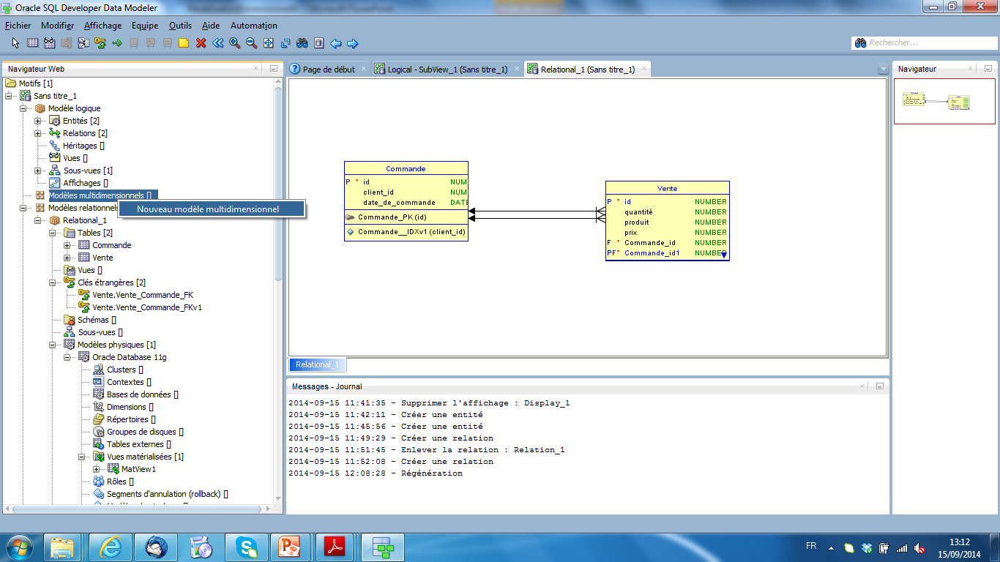 Oracle SQL Developer Data Modeler
Fichier Modifier Affichage Equipe Outils Aide Automation
Rechercher...
Navigateur Web
Motifs [1]
Sans titre_1
Modèle logique
Entités [2]
Relations [2]
Héritages []
Vues []
Sous-vues [1]
Affichages []
Modèles multidimensionnels []
Nouveau modèle multidimensionnel
Modèles relationnels
Relational_1
Tables [2]
Commande
Vente
Vues []
Clés étrangères [2]
Vente.Vente_Commande_FK
Vente.Vente_Commande_FKv1
Schémas []
Sous-vues []
Modèles physiques [1]
Oracle Database 11g
Clusters []
Contextes []
Bases de données []
Dimensions []
Répertoires []
Groupes de disques []
Tables externes []
Vues matérialisées [1]
MatView1
Rôles []
Segments d'annulation (rollback) []
Page de début
Logical - SubView_1 (Sans titre_1)
Relational_1 (Sans titre_1)
Commande
P * id NUM
client_id NUM
date_de_commande DATE
Commande_PK (id)
Commande__IDXv1 (client_id)
Vente
P * id NUMBER
quantité NUMBER
produit NUMBER
prix NUMBER
F * Commande_id NUMBER
PF* Commande_id1 NUMBER
Relational_1
Messages - Journal
2014-09-15 11:41:35 - Supprimer l'affichage : Display_1
2014-09-15 11:42:11 - Créer une entité
2014-09-15 11:45:56 - Créer une entité
2014-09-15 11:49:29 - Créer une relation
2014-09-15 11:51:45 - Enlever la relation : Relation_1
2014-09-15 11:52:08 - Créer une relation
2014-09-15 12:08:28 - Régénération
Navigateur
FR
13:12
15/09/2014